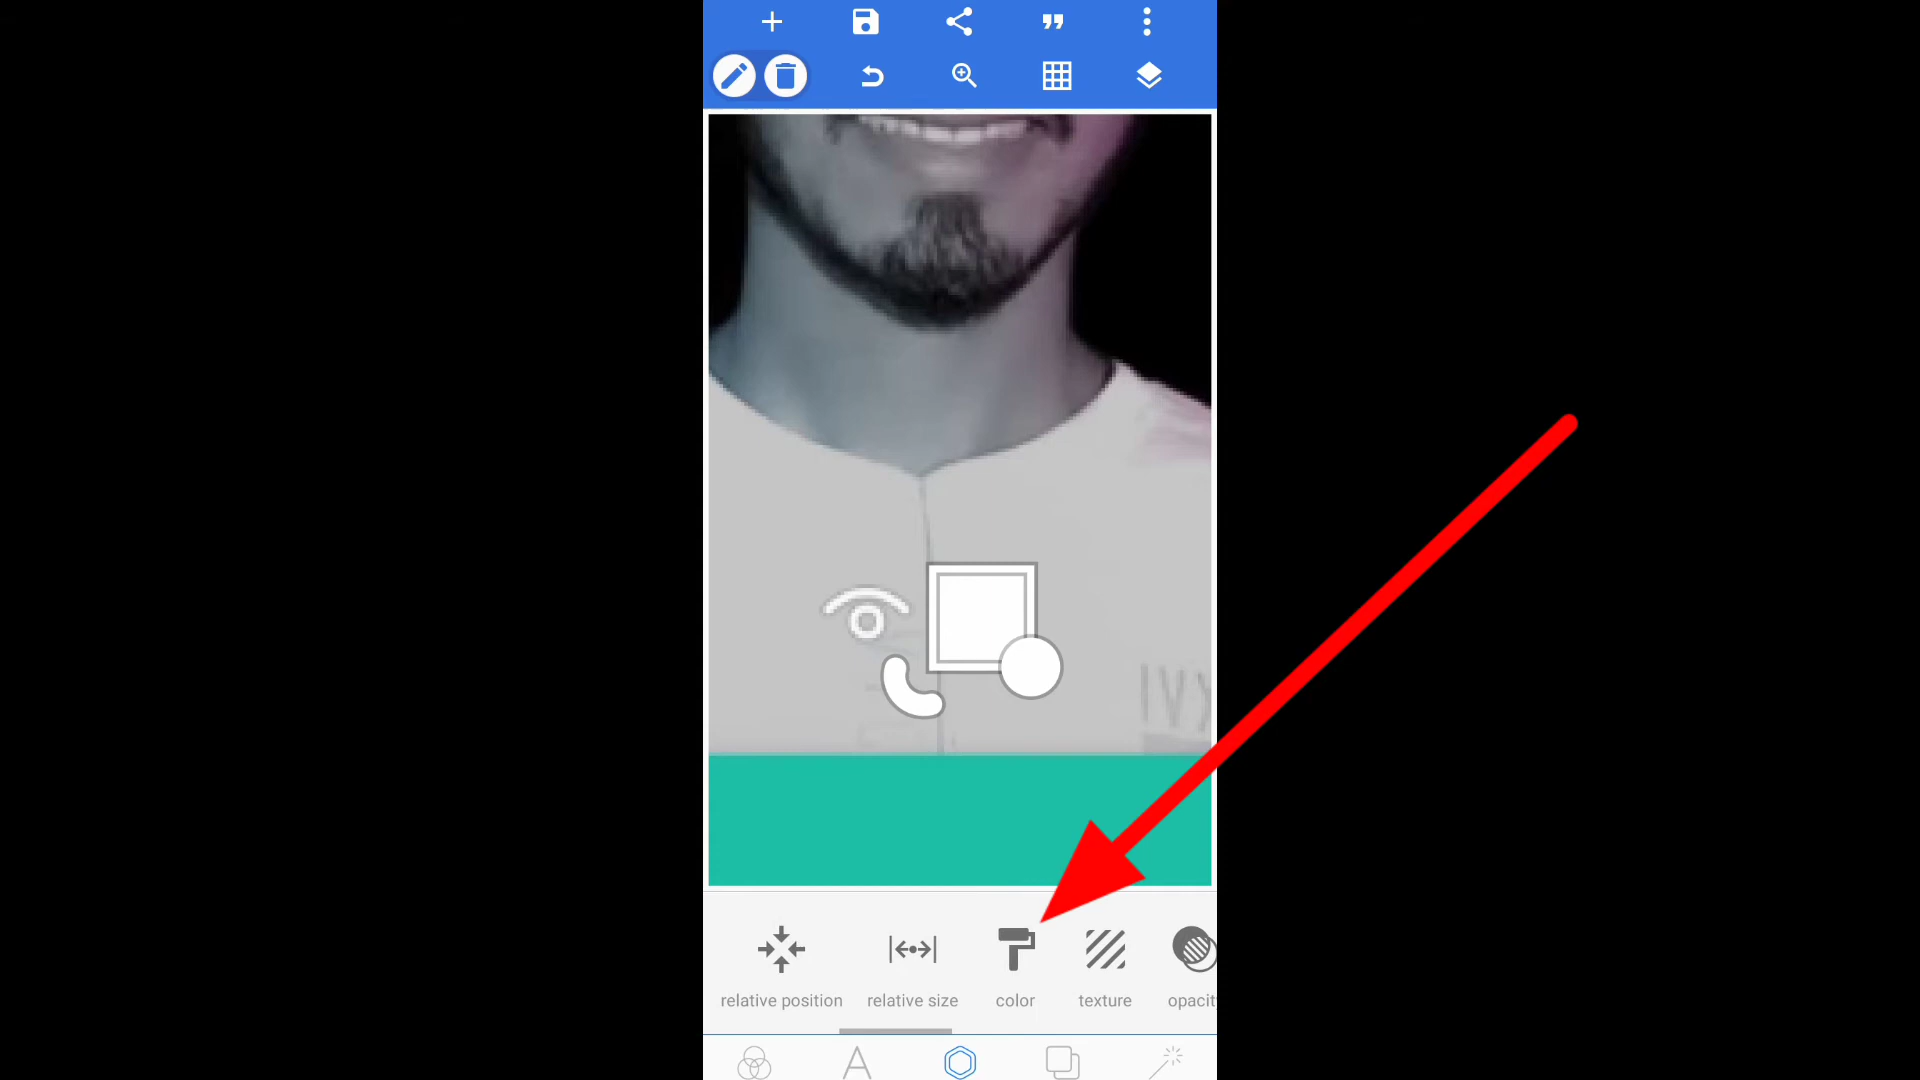 IVY
relative position
relative size
color
texture
opacit